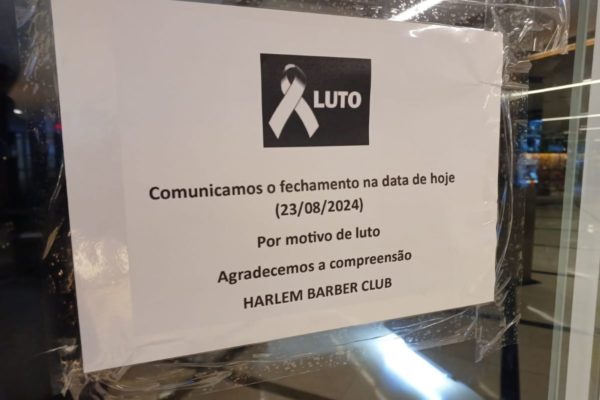 LUTO
Comunicamos o fechamento na data de hoje
(23/08/2024)
Por motivo de luto
Agradecemos a compreensão
HARLEM BARBER CLUB